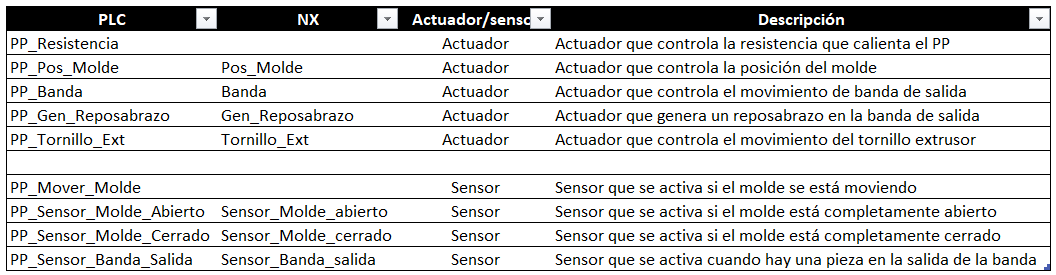 PLC NX Actuador/senso Descripción
PP_Resistencia Actuador Actuador que controla la resistencia que calienta el PP
PP_Pos_Molde Pos_Molde Actuador Actuador que controla la posición del molde
PP_Banda Banda Actuador Actuador que controla el movimiento de banda de salida
PP_Gen_Reposabrazo Gen_Reposabrazo Actuador Actuador que genera un reposabrazo en la banda de salida
PP_Tornillo_Ext Tornillo_Ext Actuador Actuador que controla el movimiento del tornillo extrusor
PP_Mover_Molde Sensor Sensor que se activa si el molde se está moviendo
PP_Sensor_Molde_Abierto Sensor_Molde_abierto Sensor Sensor que se activa si el molde está completamente abierto
PP_Sensor_Molde_Cerrado Sensor_Molde_cerrado Sensor Sensor que se activa si el molde está completamente cerrado
PP_Sensor_Banda_Salida Sensor_Banda_salida Sensor Sensor que se activa cuando hay una pieza en la salida de la banda